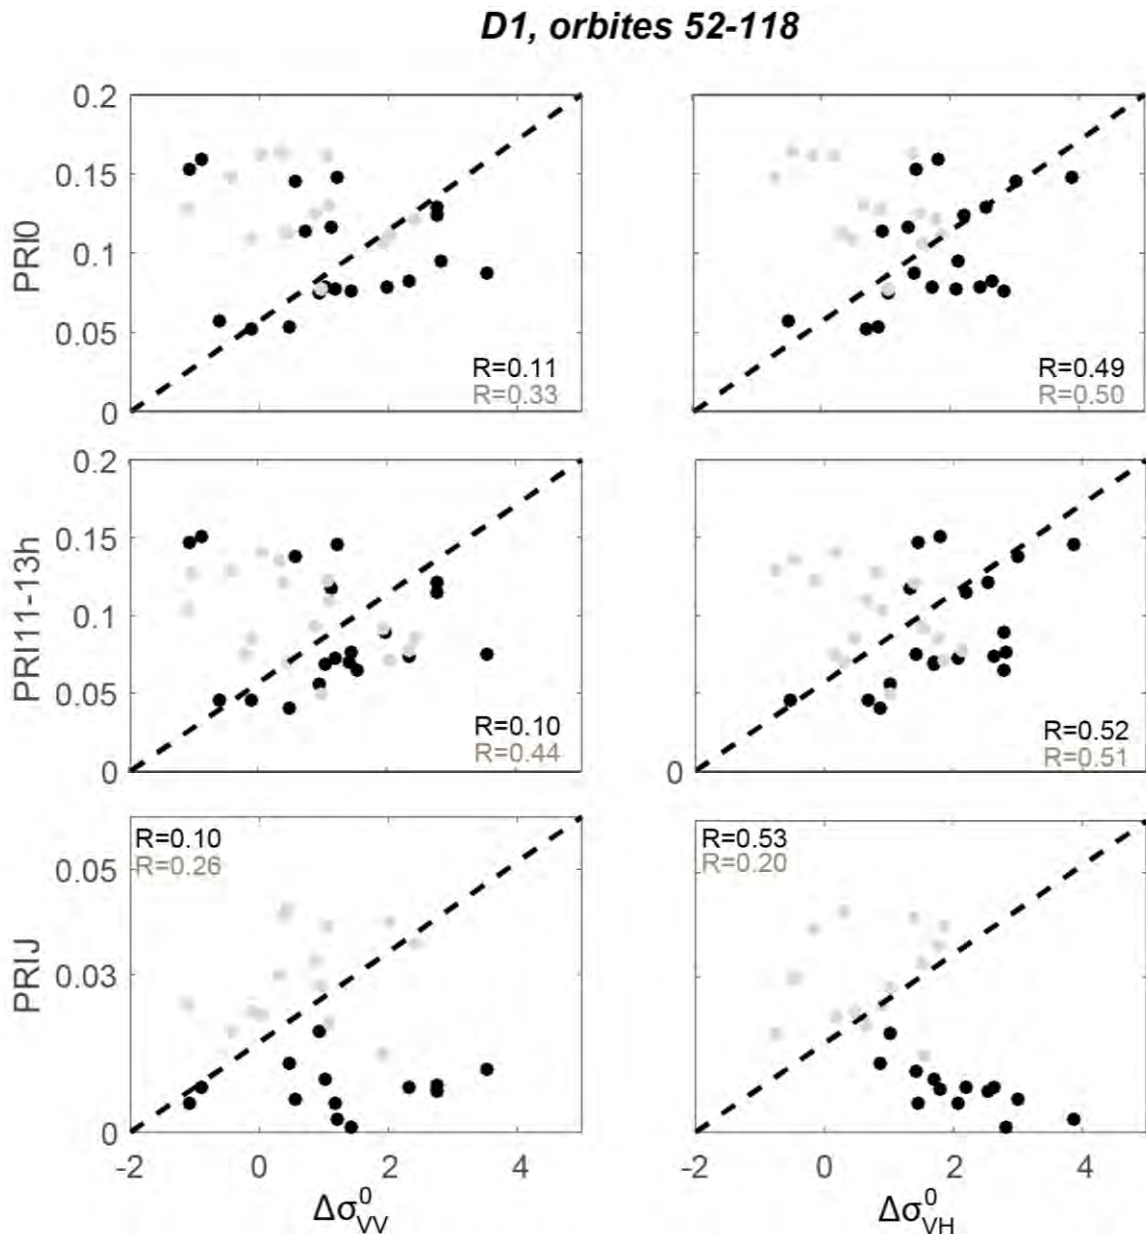 D1, orbites 52-118
0.2
0.15
0.1
0.05
0
PRI0
R=0.11
R=0.33
R=0.49
R=0.50
0.2
0.15
0.1
0.05
0
PRI11-13h
R=0.10
R=0.44
0
R=0.52
R=0.51
R=0.10
R=0.26
R=0.53
R=0.20
0.05
0.03
0
PRIJ
-2 0 2 4
-2 0 2 4
Δσ⁰VV
Δσ⁰VH